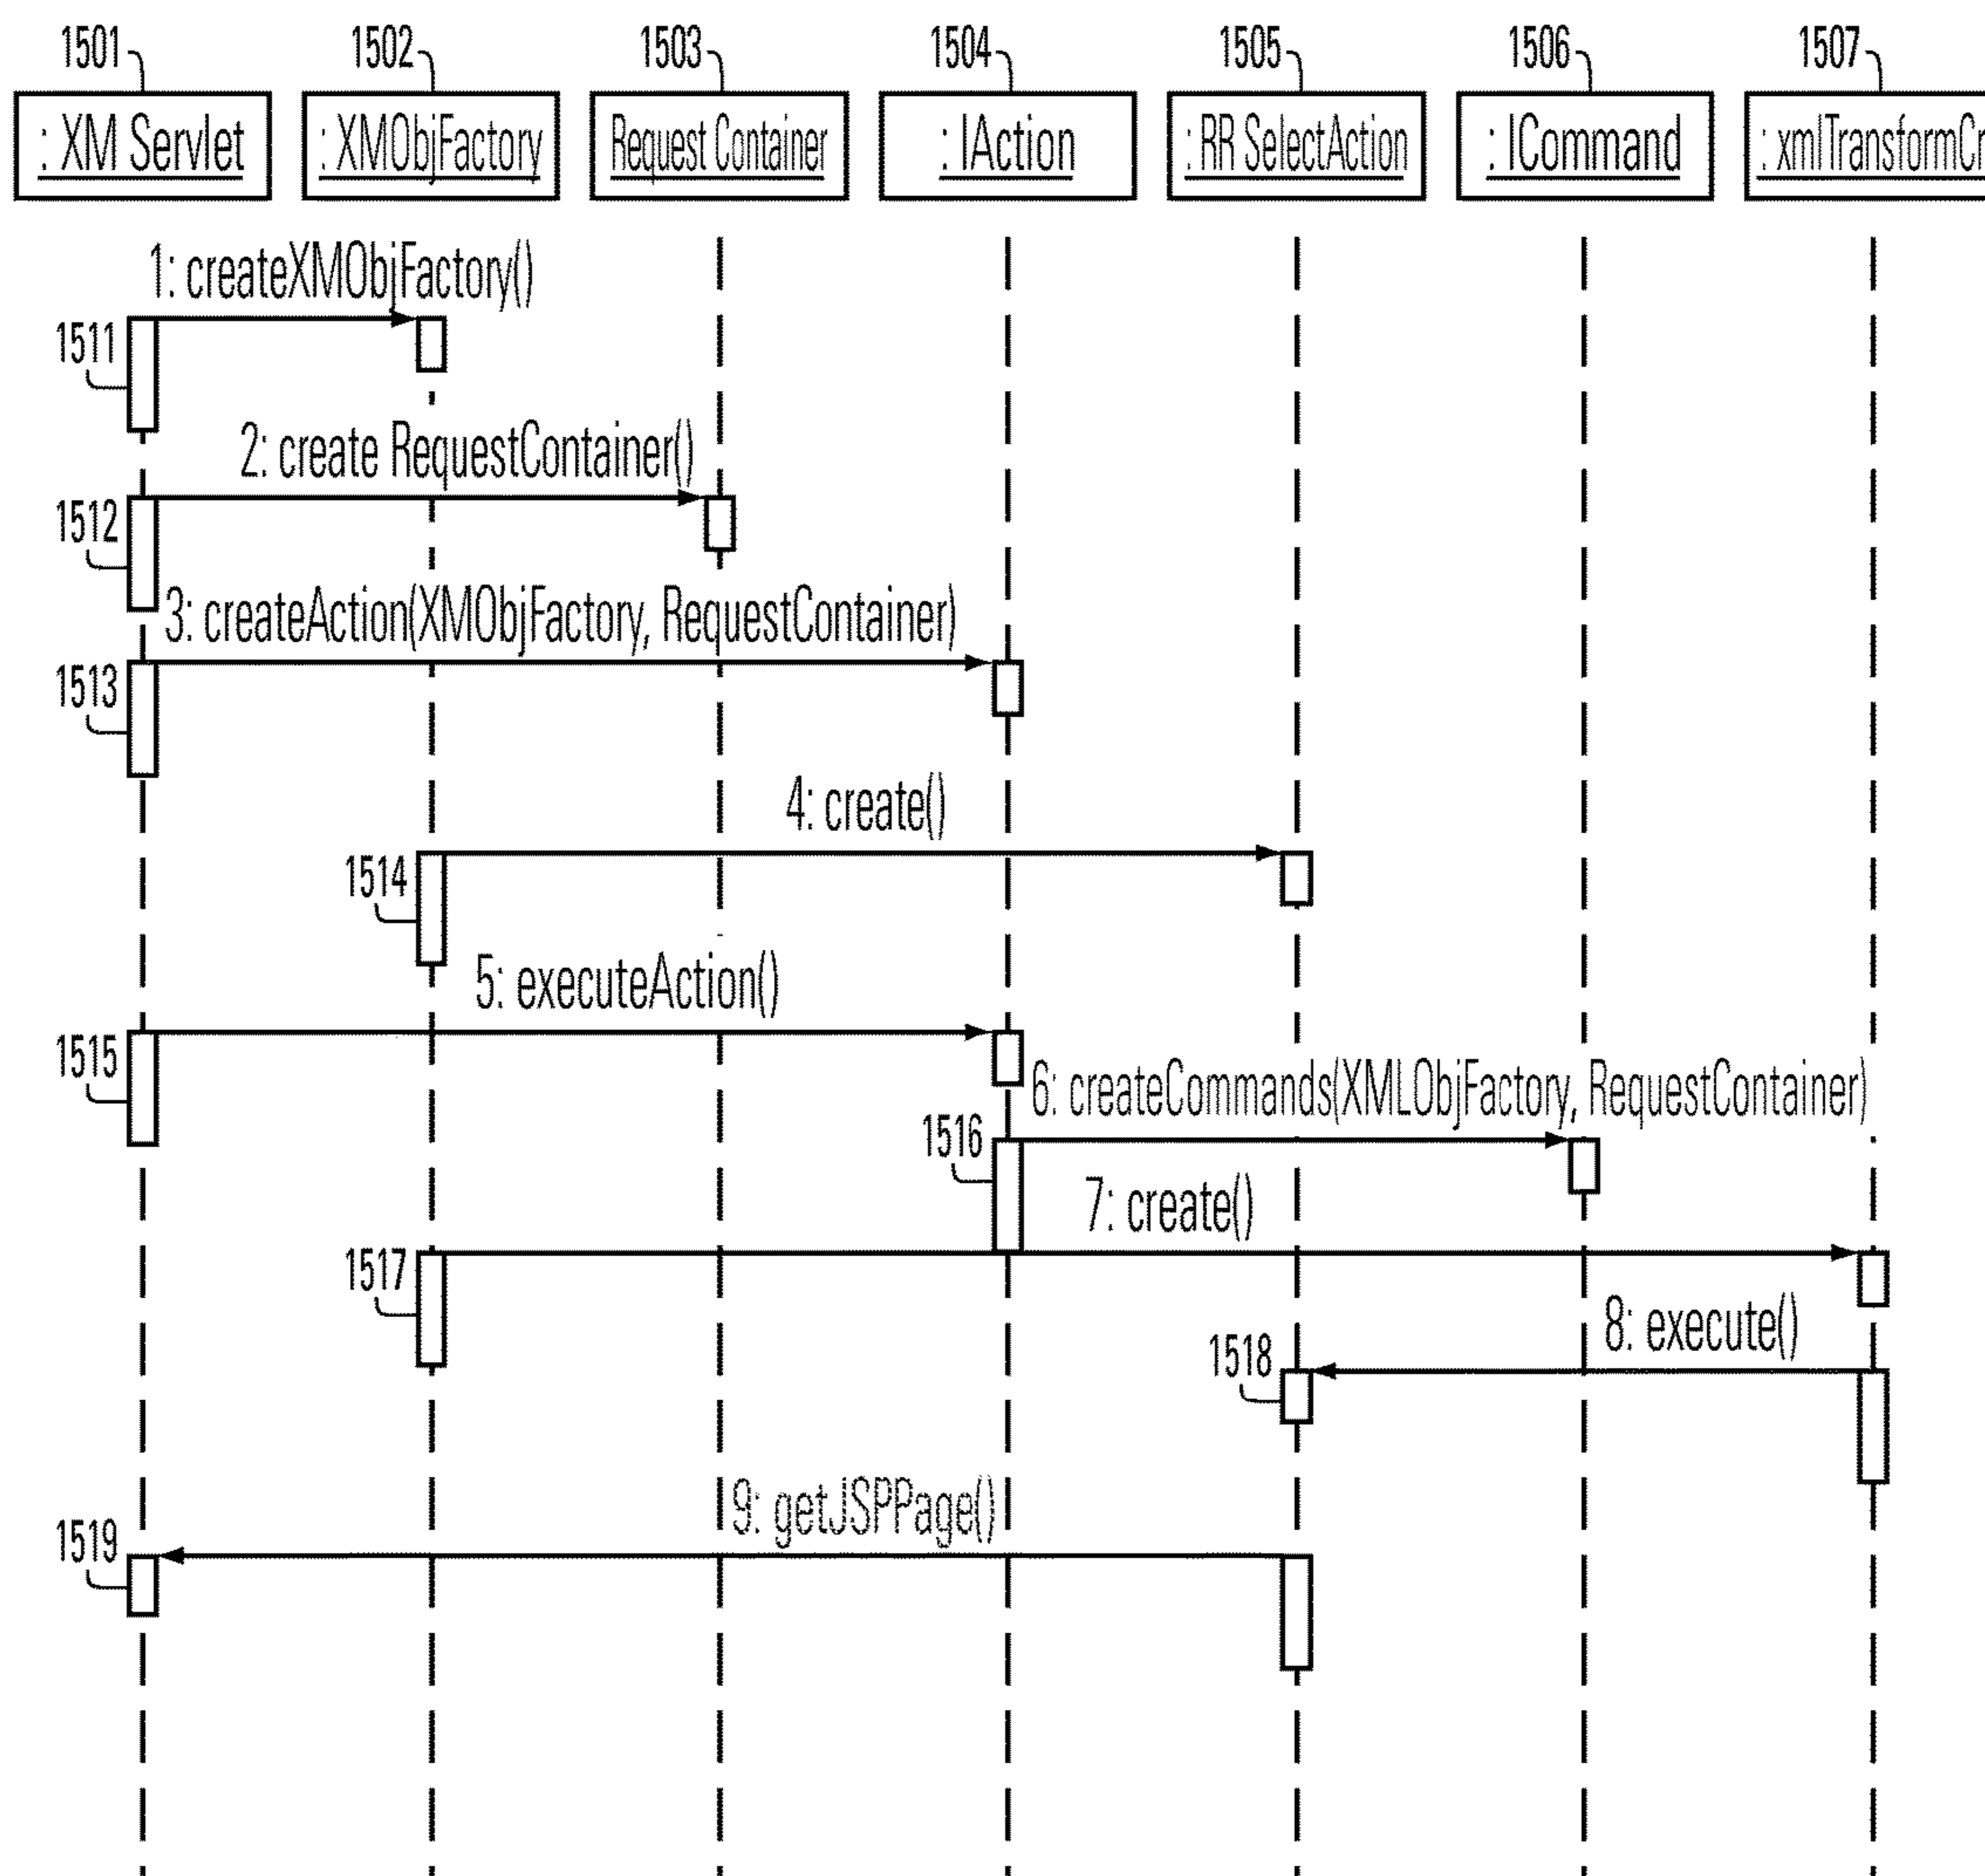 1501 1502 1503 1504 1505 1506 1507
: XM Servlet : XMObjFactory Request Container : IAction : RR SelectAction : ICommand : xmlTransformCr
1: createXMObjFactory()
1511
2: create RequestContainer()
1512
3: createAction(XMObjFactory, RequestContainer)
1513
4: create()
1514
5: executeAction()
1515
6: createCommands(XMLObjFactory, RequestContainer)
1516
7: create()
1517
8: execute()
1518
9: getJSPPage()
1519